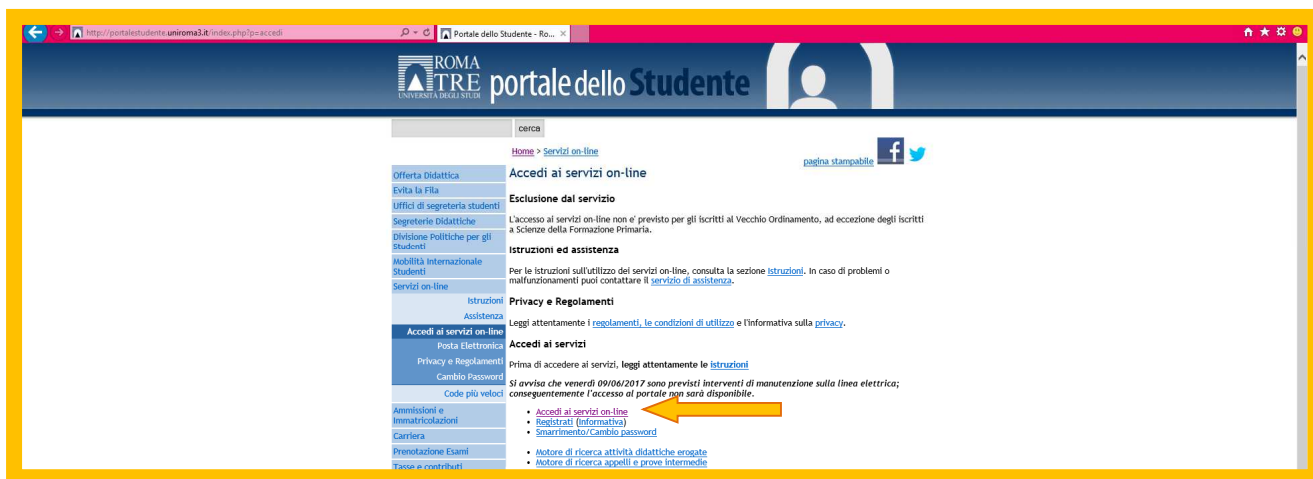 http://portalestudente.uniroma3.it/index.php?p=accedi
Portale dello Studente - Ro...
ROMA
TRE
UNIVERSITÀ DEGLI STUDI
portale dello Studente
cerca
Home > Servizi on-line
pagina stampabile
Offerta Didattica
Evita la Fila
Uffici di segreteria studenti
Segreterie Didattiche
Divisione Politiche per gli
Studenti
Mobilità Internazionale
Studenti
Servizi on-line
Istruzioni
Assistenza
Accedi ai servizi on-line
Posta Elettronica
Privacy e Regolamenti
Cambio Password
Code più veloci
Ammissioni e
Immatricolazioni
Carriera
Prenotazione Esami
Tasse e contributi
Accedi ai servizi on-line
Esclusione dal servizio
L'accesso ai servizi on-line non e' previsto per gli iscritti al Vecchio Ordinamento, ad eccezione degli iscritti
a Scienze della Formazione Primaria.
Istruzioni ed assistenza
Per le istruzioni sull'utilizzo dei servizi on-line, consulta la sezione Istruzioni. In caso di problemi o
malfunzionamenti puoi contattare il servizio di assistenza.
Privacy e Regolamenti
Leggi attentamente i regolamenti, le condizioni di utilizzo e l'informativa sulla privacy.
Accedi ai servizi
Prima di accedere ai servizi, leggi attentamente le istruzioni
Si avvisa che venerdì 09/06/2017 sono previsti interventi di manutenzione sulla linea elettrica;
conseguentemente l'accesso al portale non sarà disponibile.
• Accedi ai servizi on-line
• Registrati (Informativa)
• Smarrimento/Cambio password
• Motore di ricerca attività didattiche erogate
• Motore di ricerca appelli e prove intermedie